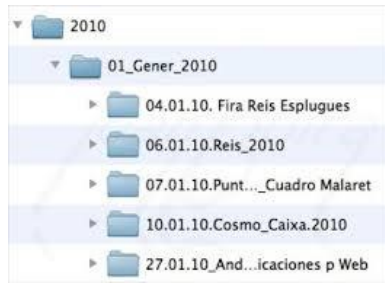 2010
01_Gener_2010
04.01.10. Fira Reis Esplugues
06.01.10.Reis_2010
07.01.10.Punt..._Cuadro Malaret
10.01.10.Cosmo_Caixa.2010
27.01.10_And...icaciones p Web